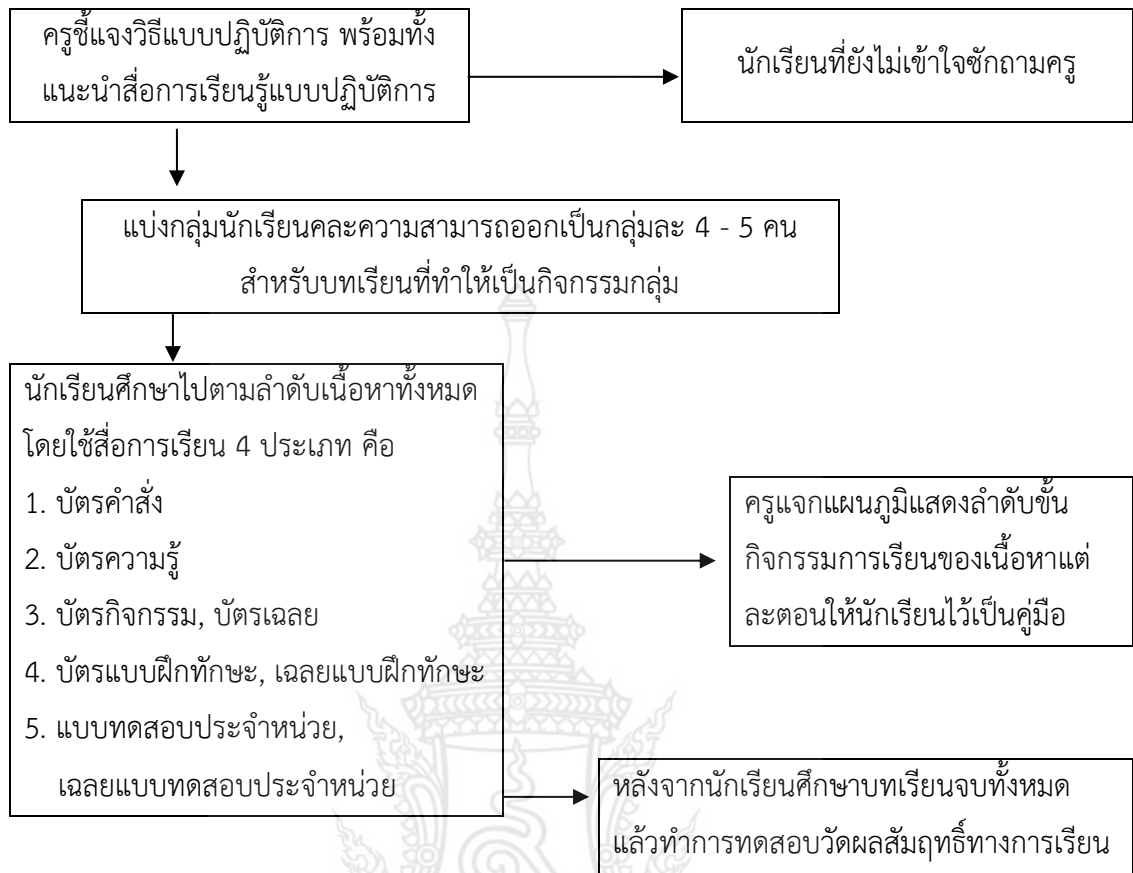 ครูชี้แจงวิธีแบบปฏิบัติการ พร้อมทั้ง
แนะนำสื่อการเรียนรู้แบบปฏิบัติการ
นักเรียนที่ยังไม่เข้าใจซักถามครู
แบ่งกลุ่มนักเรียนคละความสามารถออกเป็นกลุ่มละ 4 - 5 คน
สำหรับบทเรียนที่ทำให้เป็นกิจกรรมกลุ่ม
นักเรียนศึกษาไปตามลำดับเนื้อหาทั้งหมด
โดยใช้สื่อการเรียน 4 ประเภท คือ
1. บัตรคำสั่ง
2. บัตรความรู้
3. บัตรกิจกรรม, บัตรเฉลย
4. บัตรแบบฝึกทักษะ, เฉลยแบบฝึกทักษะ
5. แบบทดสอบประจำหน่วย,
เฉลยแบบทดสอบประจำหน่วย
ครูแจกแผนภูมิแสดงลำดับขั้น
กิจกรรมการเรียนของเนื้อหาแต่
ละตอนให้นักเรียนไว้เป็นคู่มือ
หลังจากนักเรียนศึกษาบทเรียนจบทั้งหมด
แล้วทำการทดสอบวัดผลสัมฤทธิ์ทางการเรียน